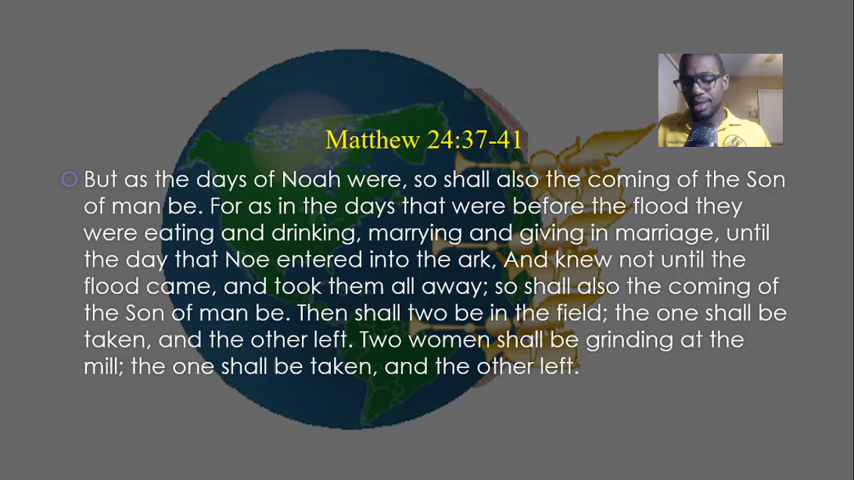 Matthew 24:37-41
But as the days of Noah were, so shall also the coming of the Son
of man be. For as in the days that were before the flood they
were eating and drinking, marrying and giving in marriage, until
the day that Noe entered into the ark, And knew not until the
flood came, and took them all away; so shall also the coming of
the Son of man be. Then shall two be in the field; the one shall be
taken, and the other left. Two women shall be grinding at the
mill; the one shall be taken, and the other left.